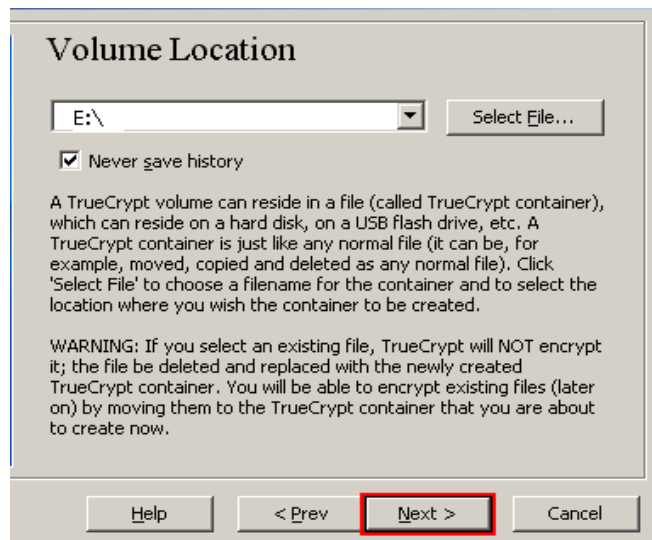 Volume Location
E:\
Select File...
Never save history
A TrueCrypt volume can reside in a file (called TrueCrypt container),
which can reside on a hard disk, on a USB flash drive, etc. A
TrueCrypt container is just like any normal file (it can be, for
example, moved, copied and deleted as any normal file). Click
'Select File' to choose a filename for the container and to select the
location where you wish the container to be created.
WARNING: If you select an existing file, TrueCrypt will NOT encrypt
it; the file be deleted and replaced with the newly created
TrueCrypt container. You will be able to encrypt existing files (later
on) by moving them to the TrueCrypt container that you are about
to create now.
Help
< Prev
Next >
Cancel